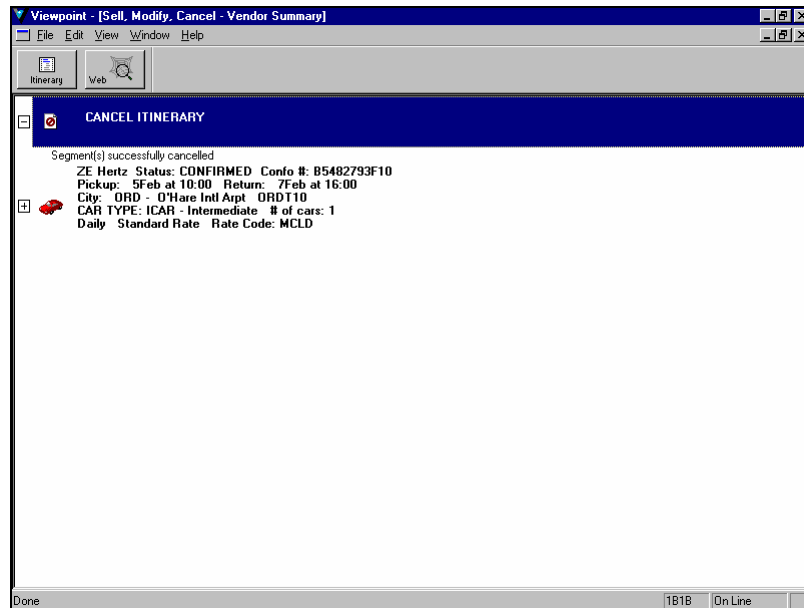 Viewpoint - [Sell, Modify, Cancel - Vendor Summary]
File Edit View Window Help
Itinerary Web
CANCEL ITINERARY
Segment(s) successfully cancelled
ZE Hertz Status: CONFIRMED Confo #: B5482793F10
Pickup: 5Feb at 10:00 Return: 7Feb at 16:00
City: ORD - O'Hare Intl Arpt ORDT10
CAR TYPE: ICAR - Intermediate # of cars: 1
Daily Standard Rate Rate Code: MCLD
Done 1B1B On Line